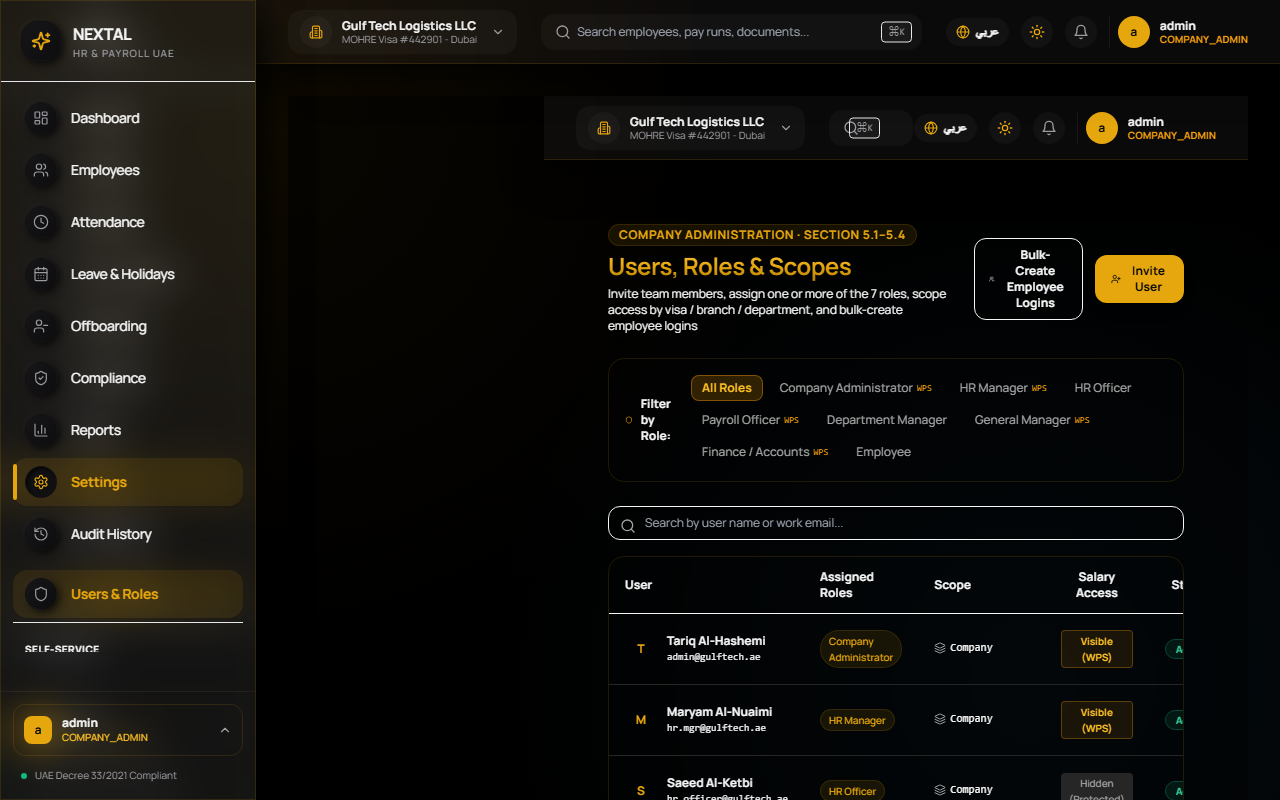 NEXTAL
HR & PAYROLL UAE
Dashboard
Employees
Attendance
Leave & Holidays
Offboarding
Compliance
Reports
Settings
Audit History
Users & Roles
SELF-SERVICE
a
admin
COMPANY_ADMIN
UAE Decree 33/2021 Compliant
Gulf Tech Logistics LLC
MOHRE Visa #442901 - Dubai
Search employees, pay runs, documents...
⌘K
عربي
a
admin
COMPANY_ADMIN
Gulf Tech Logistics LLC
MOHRE Visa #442901 - Dubai
⌘K
عربي
a
admin
COMPANY_ADMIN
COMPANY ADMINISTRATION · SECTION 5.1–5.4
Users, Roles & Scopes
Invite team members, assign one or more of the 7 roles, scope
access by visa / branch / department, and bulk-create
employee logins
Bulk-
Create
Employee
Logins
Invite
User
Filter
by
Role:
All Roles
Company Administrator WPS
HR Manager WPS
HR Officer
Payroll Officer WPS
Department Manager
General Manager WPS
Finance / Accounts WPS
Employee
Search by user name or work email...
User
Assigned
Roles
Scope
Salary
Access
St
T
Tariq Al-Hashemi
admin@gulftech.ae
Company
Administrator
Company
Visible
(WPS)
A
M
Maryam Al-Nuaimi
hr.mgr@gulftech.ae
HR Manager
Company
Visible
(WPS)
A
S
Saeed Al-Ketbi
hr.officer@gulftech.ae
HR Officer
Company
Hidden
(Protected)
A